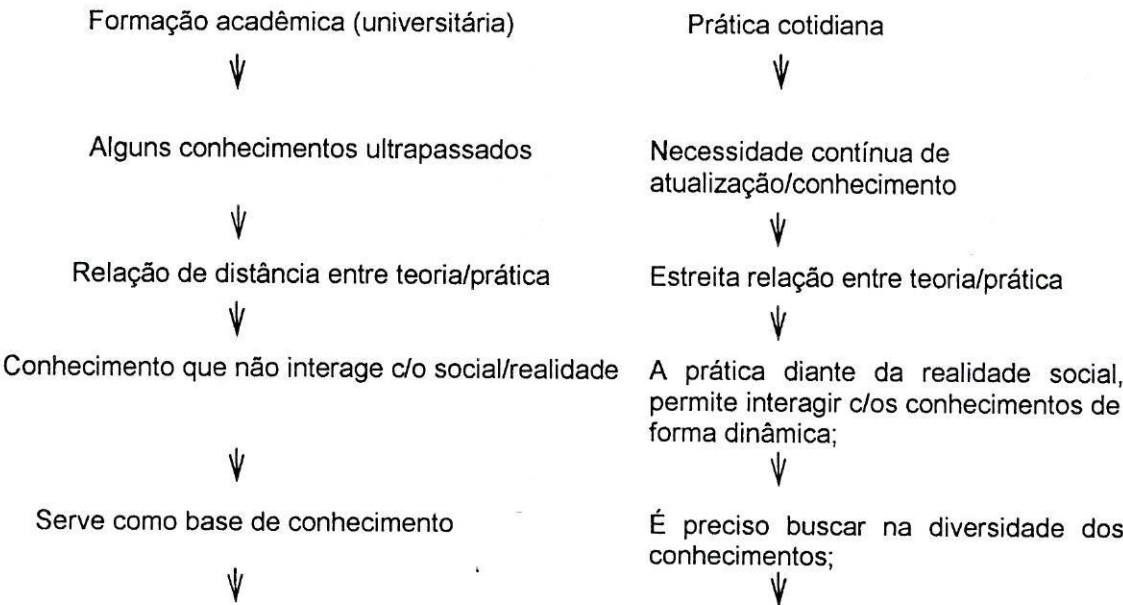 Formação acadêmica (universitária)
Alguns conhecimentos ultrapassados
Relação de distância entre teoria/prática
Conhecimento que não interage c/o social/realidade
Serve como base de conhecimento
Prática cotidiana
Necessidade contínua de
atualização/conhecimento
Estreita relação entre teoria/prática
A prática diante da realidade social,
permite interagir c/os conhecimentos de
forma dinâmica;
É preciso buscar na diversidade dos
conhecimentos;